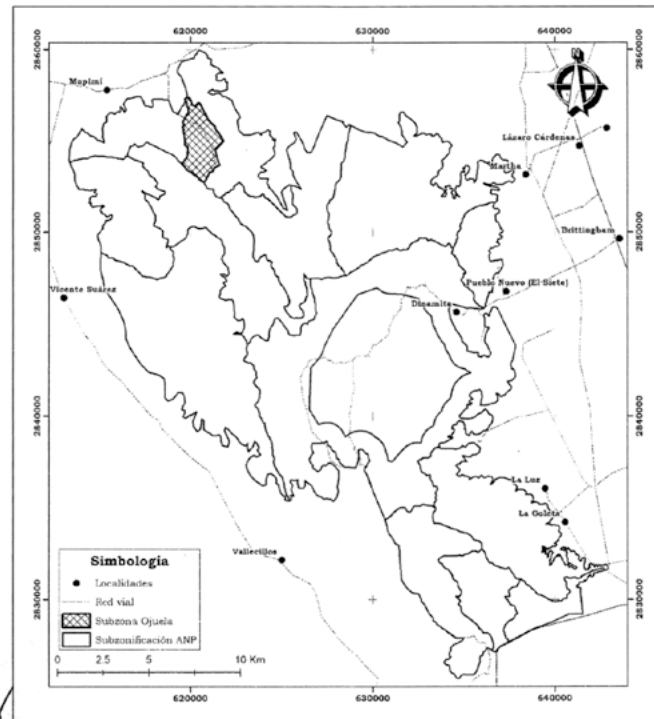 620000 630000 640000
2860000 2860000
N
Mapimí
Lázaro Cárdenas
Martha
2850000 2850000
Brittingham
Pueblo Nuevo (El Siete)
Vicente Suárez
Dinamita
2840000 2840000
La Luz
La Goleta
Vallecillos
2830000 2830000
Simbología
Localidades
Red vial
Subzona Ojuela
Subzonificación ANP
0 2.5 5 10 Km
620000 630000 640000